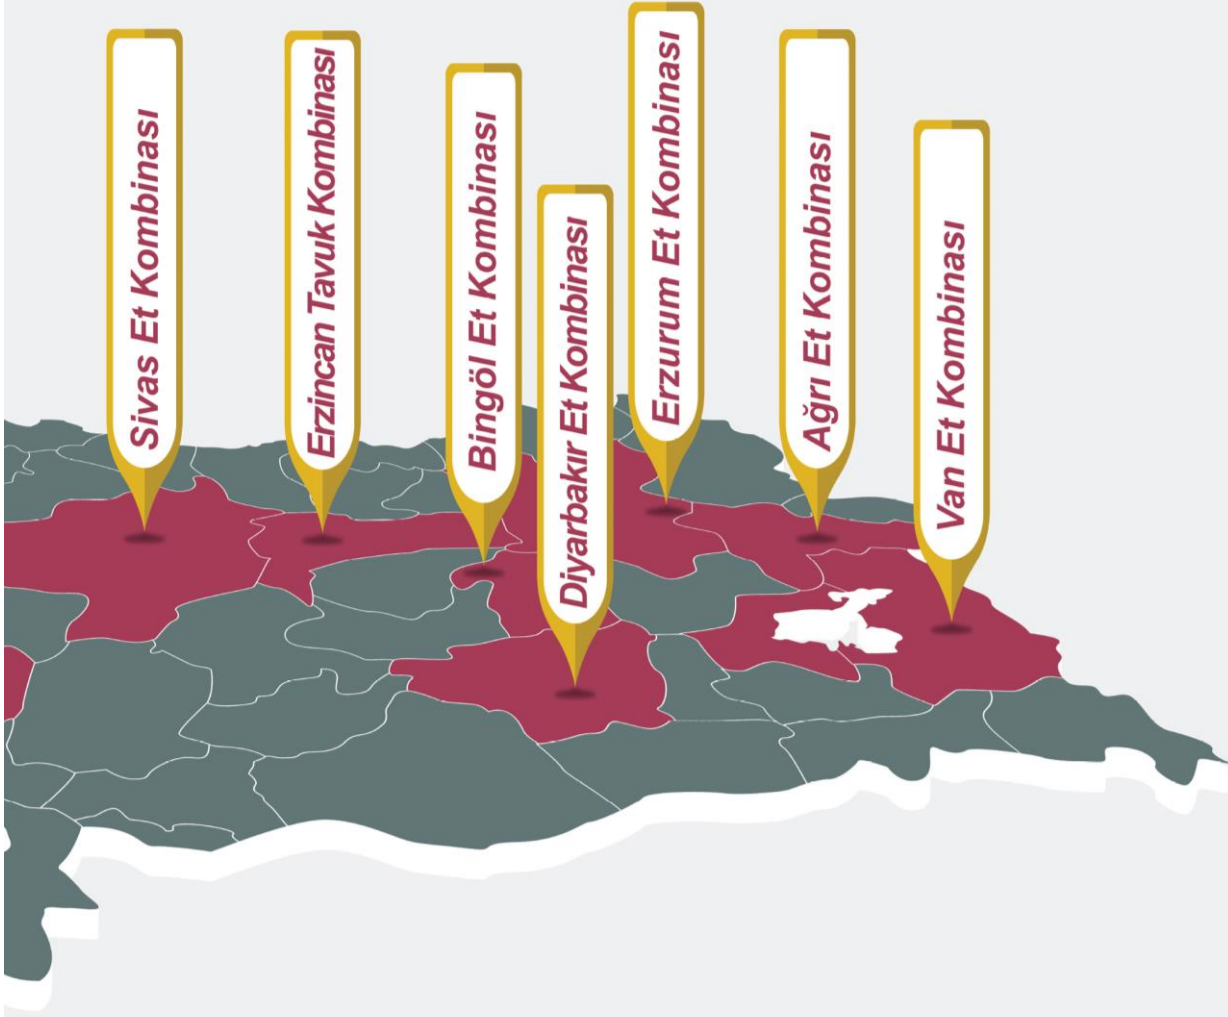 Sivas Et Kombinası
Erzincan Tavuk Kombinası
Bingöl Et Kombinası
Diyarbakır Et Kombinası
Erzurum Et Kombinası
Ağrı Et Kombinası
Van Et Kombinası